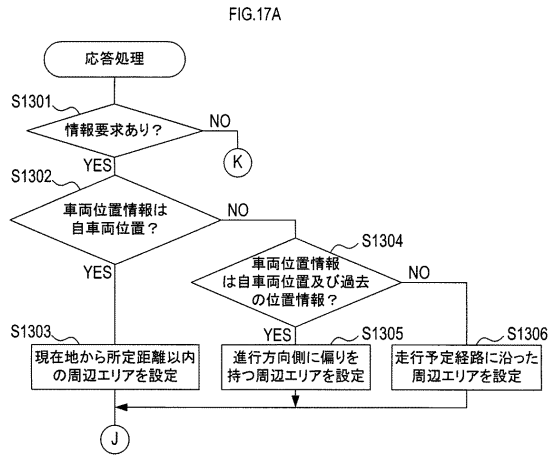 FIG.17A
応答処理
S1301
情報要求あり？
NO
K
YES
S1302
車両位置情報は
自車両位置？
NO
YES
S1304
車両位置情報
は自車両位置及び過去
の位置情報？
NO
YES
S1303
現在地から所定距離以内
の周辺エリアを設定
S1305
進行方向側に偏りを
持つ周辺エリアを設定
S1306
走行予定経路に沿った
周辺エリアを設定
J